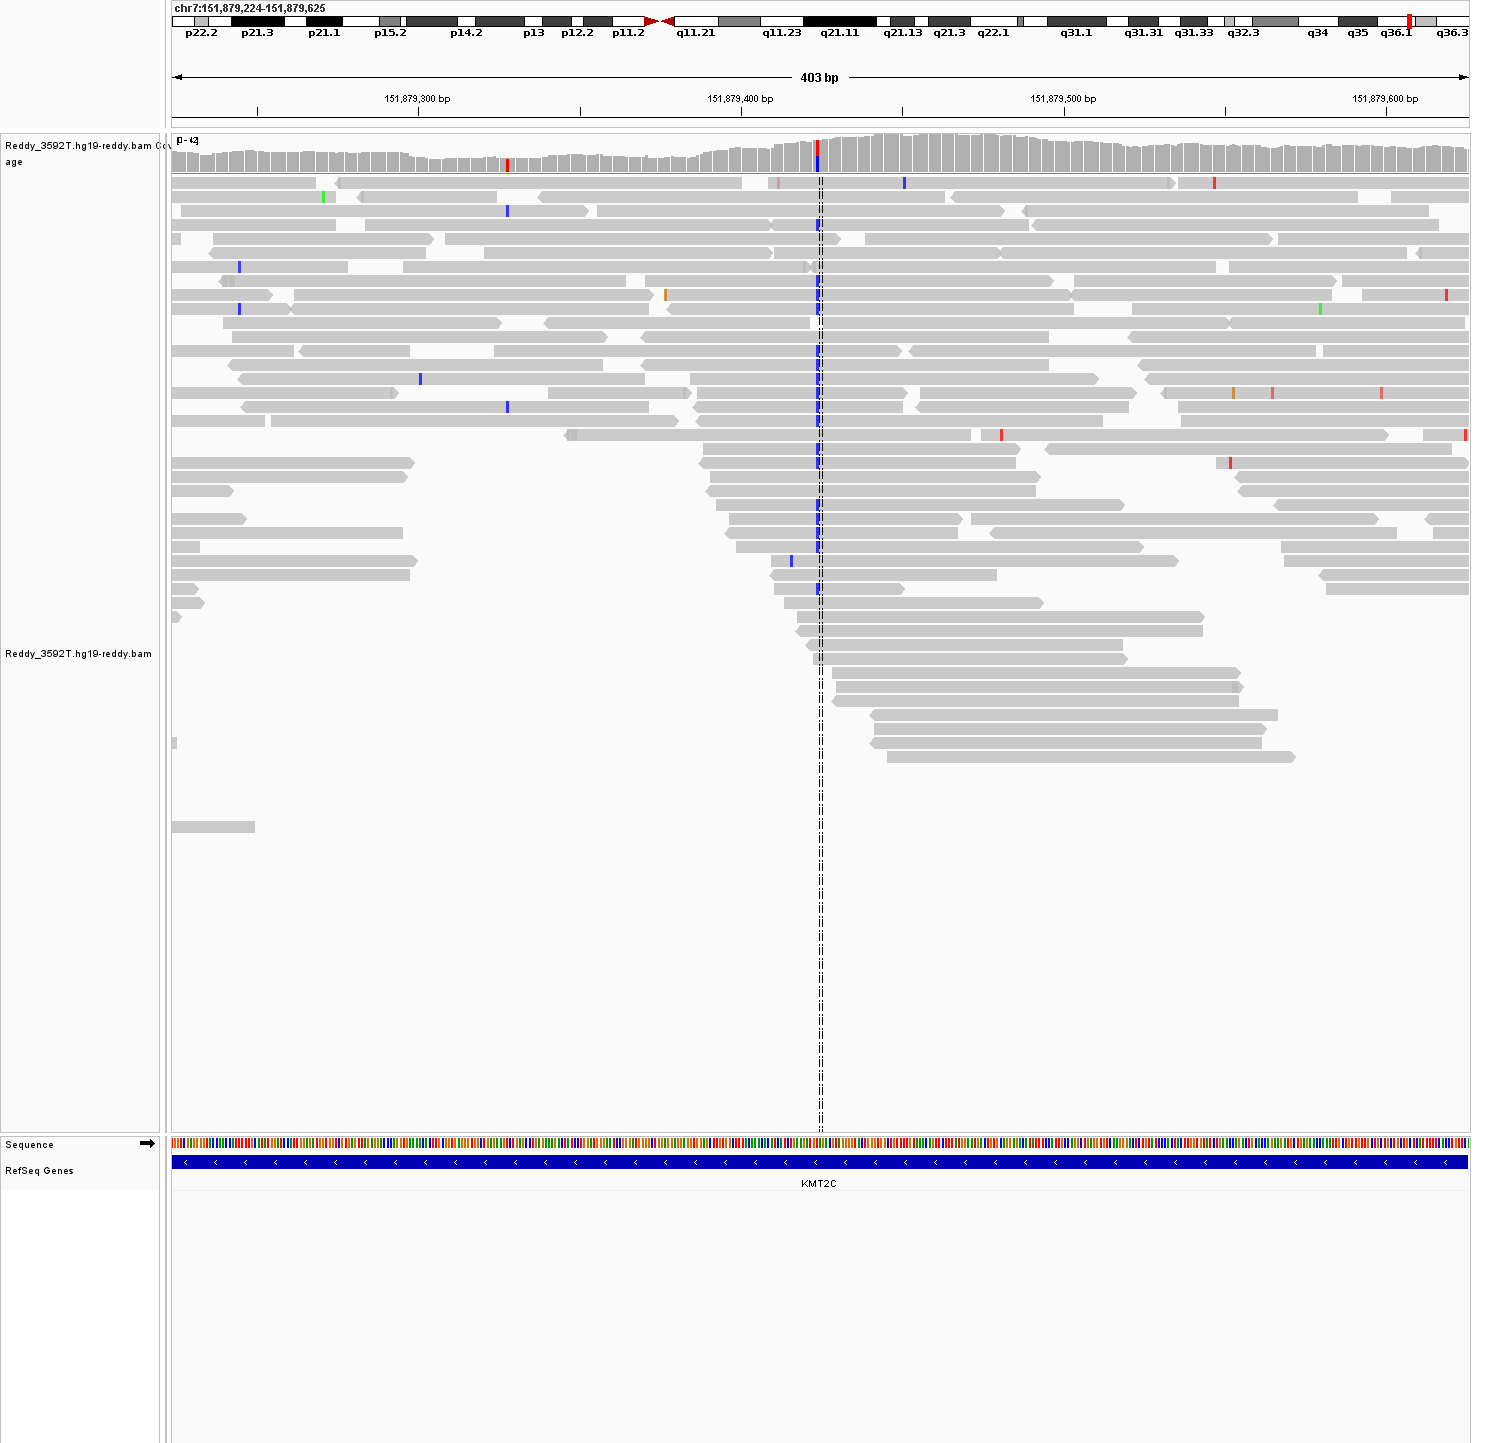 chr7:151,879,224-151,879,625
p22.2 p21.3 p21.1 p15.2 p14.2 p13 p12.2 p11.2 q11.21 q11.23 q21.11 q21.13 q21.3 q22.1 q31.1 q31.31 q31.33 q32.3 q34 q35 q36.1 q36.3
403 bp
151,879,300 bp 151,879,400 bp 151,879,500 bp 151,879,600 bp
[0 - 42]
Reddy_3592T.hg19-reddy.bam Cov
age
Reddy_3592T.hg19-reddy.bam
Sequence
RefSeq Genes
KMT2C